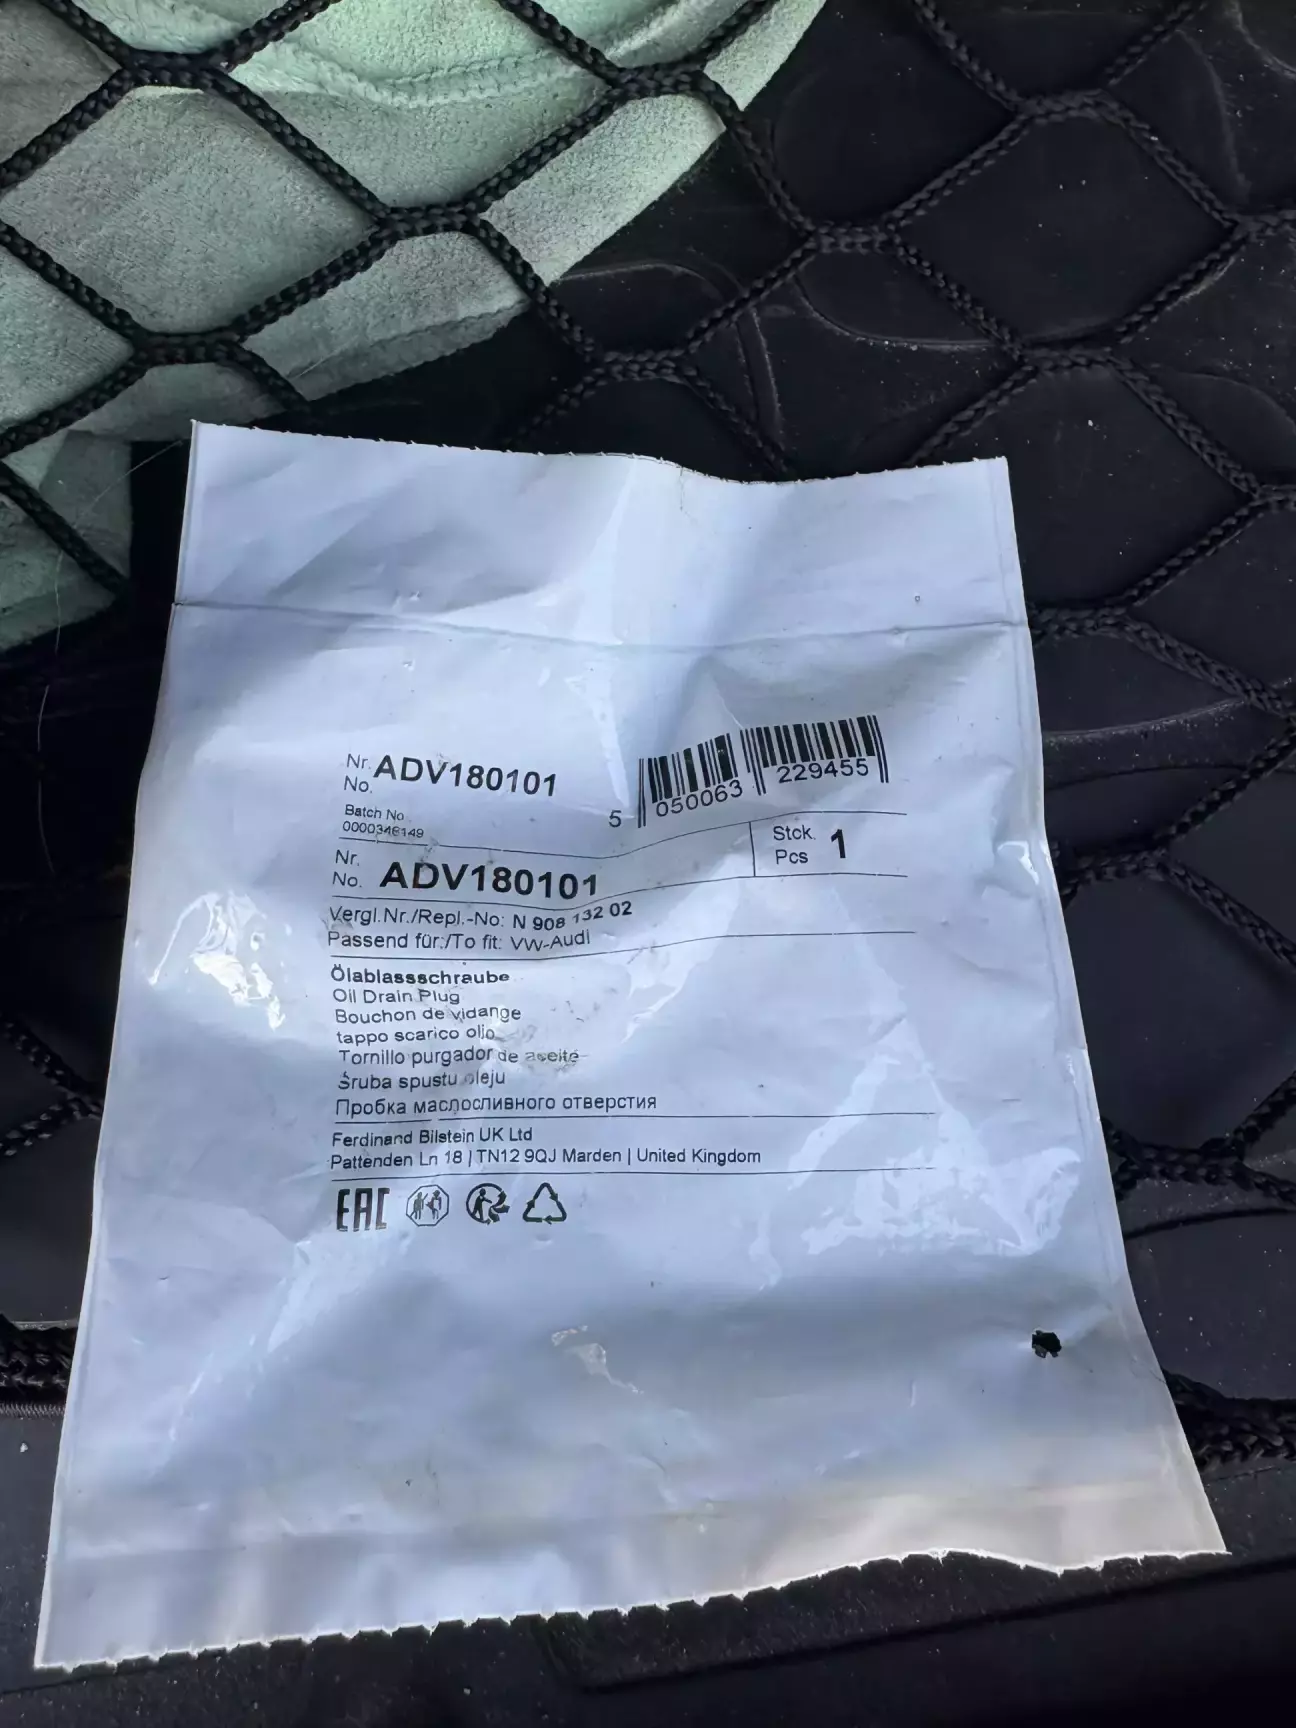 Nr. ADV180101
No.
Batch No
0000346149
5 050063 229455
Nr.
No. ADV180101
Stck.
Pcs 1
Vergl.Nr./Repl.-No: N 908 132 02
Passend für:/To fit: VW-Audi
Ölablassschraube
Oil Drain Plug
Bouchon de vidange
tappo scarico olio
Tornillo purgador de aceite
Śruba spustu oleju
Пробка маслосливного отверстия
Ferdinand Bilstein UK Ltd
Pattenden Ln 18 | TN12 9QJ Marden | United Kingdom
EAC